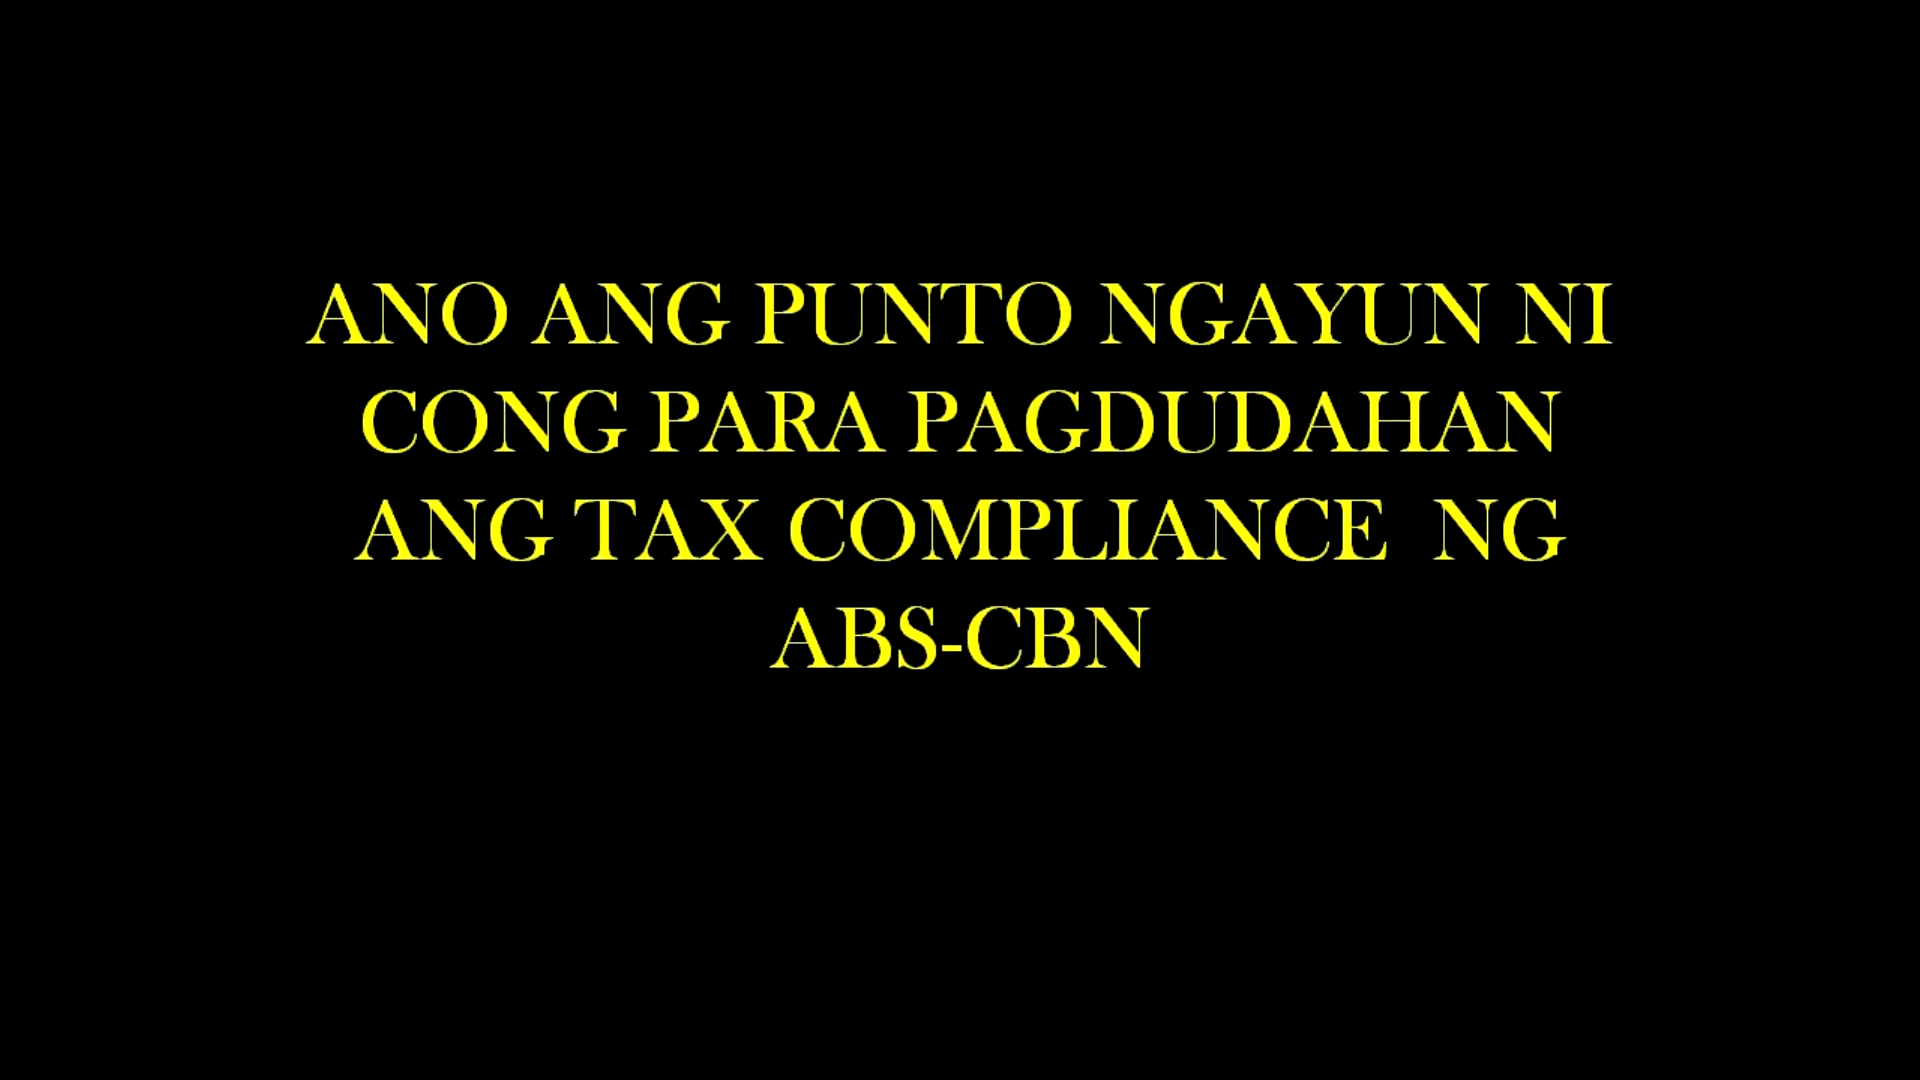 ANO ANG PUNTO NGAYUN NI
CONG PARA PAGDUDAHAN
ANG TAX COMPLIANCE  NG
ABS-CBN